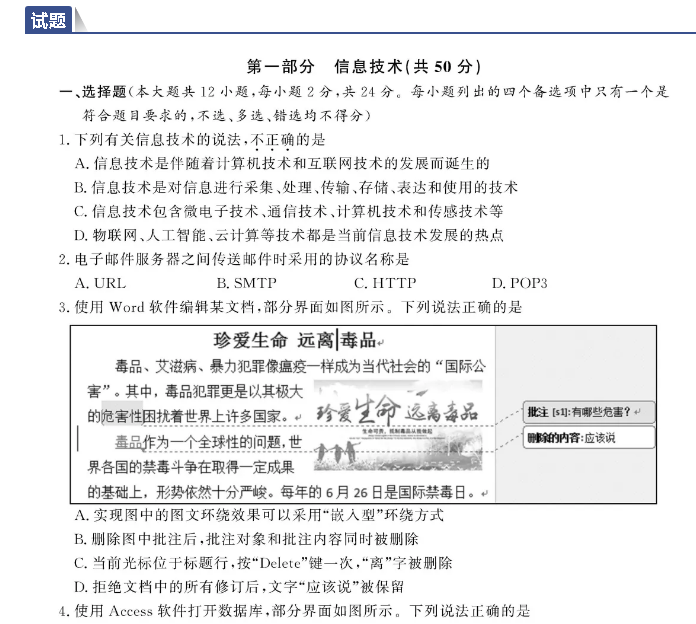 试题
第一部分 信息技术(共 50 分)
一、选择题(本大题共 12 小题,每小题 2 分,共 24 分。每小题列出的四个备选项中只有一个是
符合题目要求的,不选、多选、错选均不得分)
1. 下列有关信息技术的说法,不正确的是
A. 信息技术是伴随着计算机技术和互联网技术的发展而诞生的
B. 信息技术是对信息进行采集、处理、传输、存储、表达和使用的技术
C. 信息技术包含微电子技术、通信技术、计算机技术和传感技术等
D. 物联网、人工智能、云计算等技术都是当前信息技术发展的热点
2. 电子邮件服务器之间传送邮件时采用的协议名称是
A. URL B. SMTP C. HTTP D. POP3
3. 使用 Word 软件编辑某文档,部分界面如图所示。下列说法正确的是
珍爱生命 远离毒品
毒品、艾滋病、暴力犯罪像瘟疫一样成为当代社会的“国际公
害”。其中，毒品犯罪更是以其极大
的危害性困扰着世界上许多国家。
珍爱生命 远离毒品
生命可贵，抵制毒品从我做起
批注 [s1]:有哪些危害？
删除的内容:应该说
毒品作为一个全球性的问题,世
界各国的禁毒斗争在取得一定成果
的基础上，形势依然十分严峻。每年的 6 月 26 日是国际禁毒日。
A. 实现图中的图文环绕效果可以采用“嵌入型”环绕方式
B. 删除图中批注后,批注对象和批注内容同时被删除
C. 当前光标位于标题行,按“Delete”键一次,“离”字被删除
D. 拒绝文档中的所有修订后,文字“应该说”被保留
4. 使用 Access 软件打开数据库,部分界面如图所示。下列说法正确的是